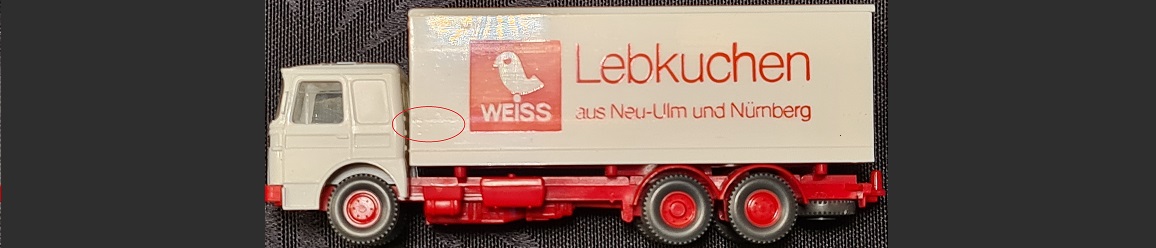 WEISS
Lebkuchen
aus Neu-Ulm und Nürnberg